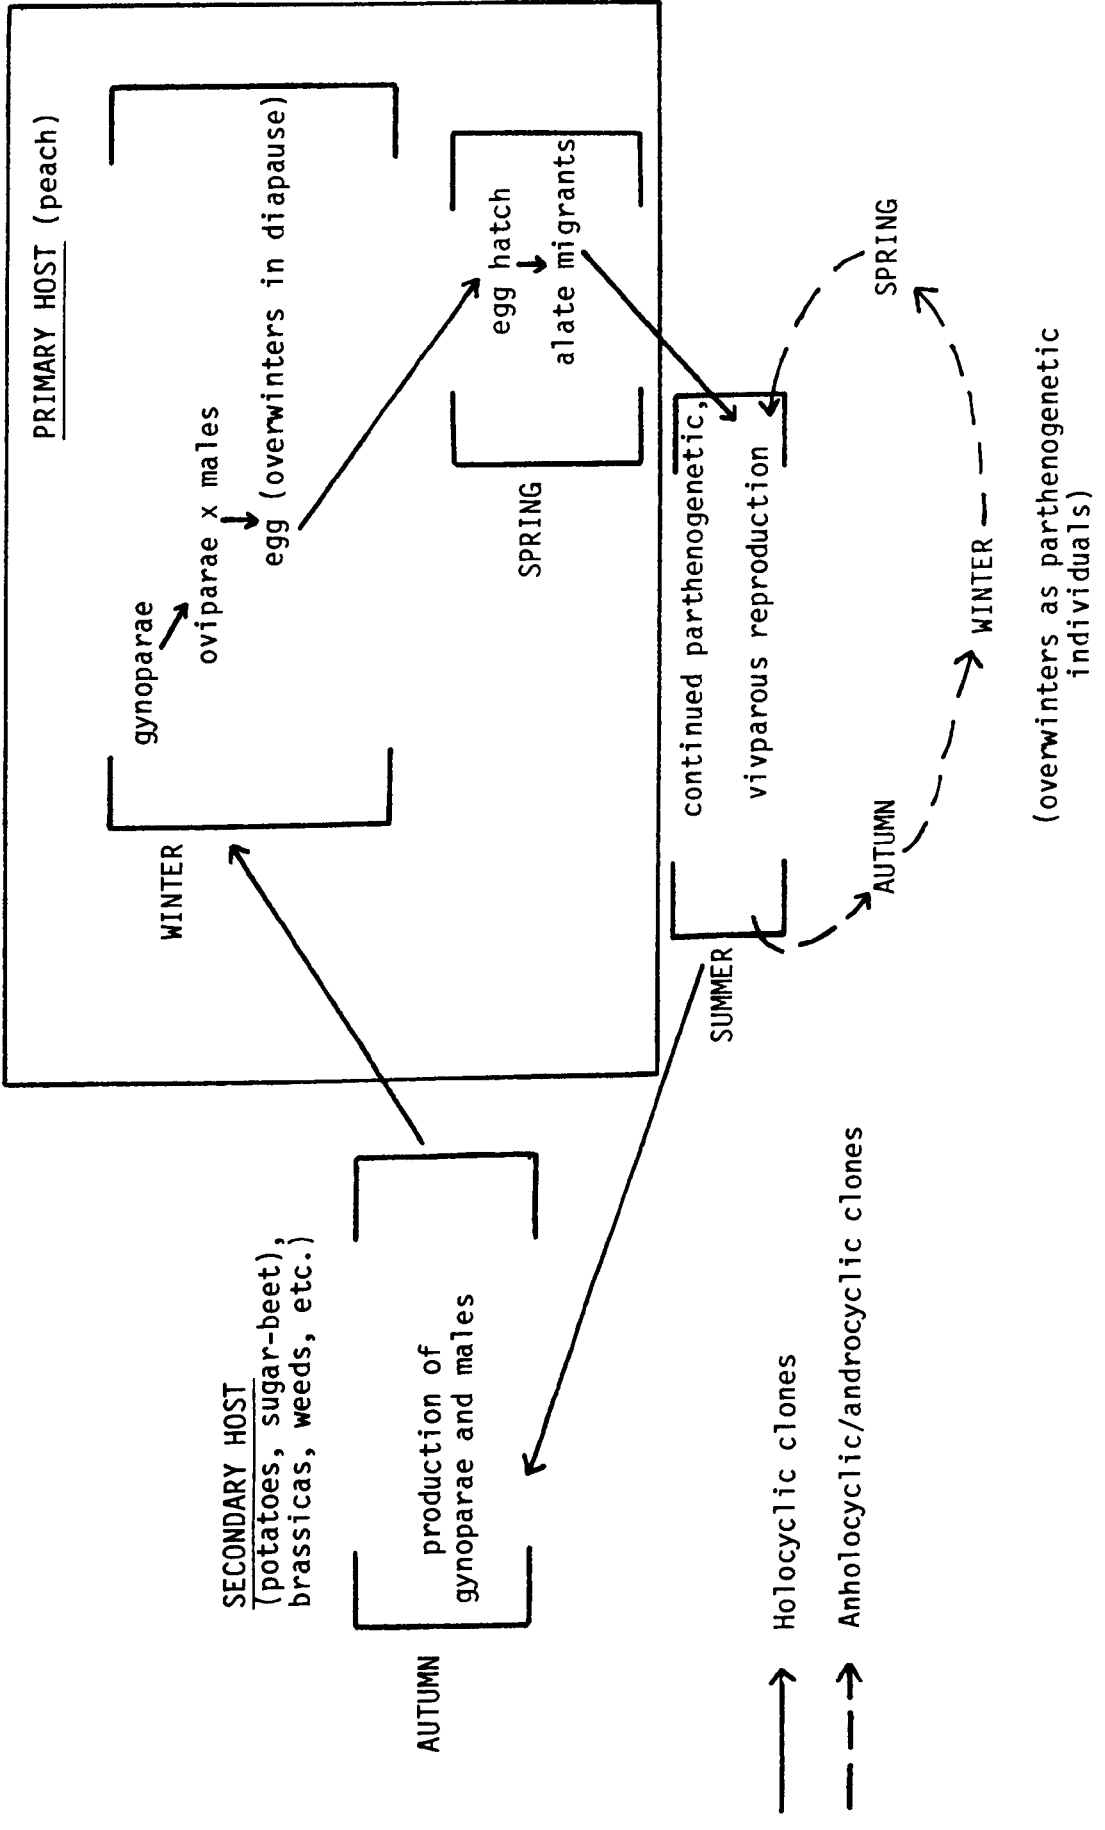 PRIMARY HOST (peach)
SECONDARY HOST
(potatoes, sugar-beet),
brassicas, weeds, etc.)
WINTER
gynoparae
oviparae x males
egg (overwinters in diapause)
AUTUMN
production of
gynoparae and males
SPRING
egg hatch
alate migrants
SUMMER
continued parthenogenetic,
vivparous reproduction
AUTUMN
SPRING
WINTER
(overwinters as parthenogenetic
individuals)
Holocyclic clones
Anholocyclic/androcyclic clones